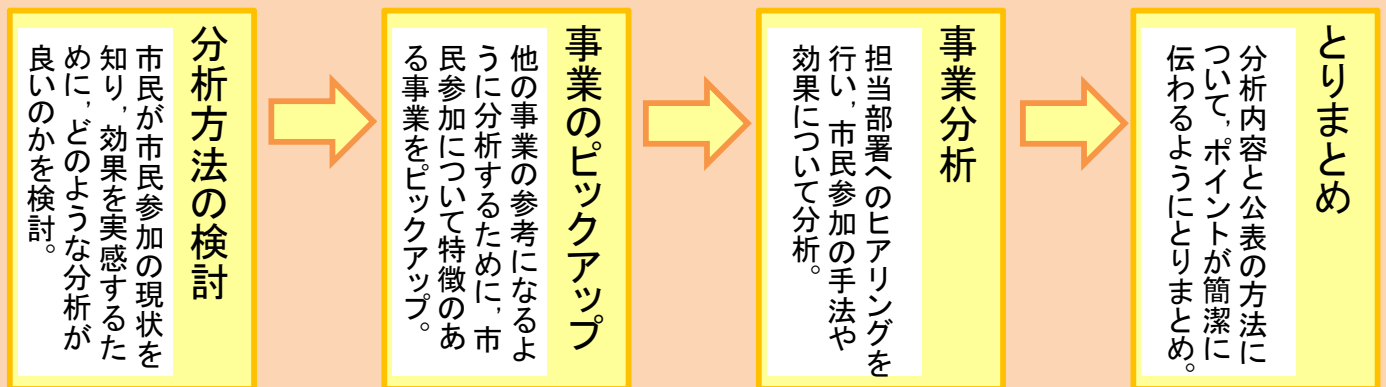 分析方法の検討
市民が市民参加の現状を
知り，効果を実感するた
めに，どのような分析が
良いのかを検討。
事業のピックアップ
他の事業の参考になるよ
うに分析するために，市
民参加について特徴のあ
る事業をピックアップ。
事業分析
担当部署へのヒアリングを
行い，市民参加の手法や
効果について分析。
とりまとめ
分析内容と公表の方法に
ついて，ポイントが簡潔に
伝わるようにとりまとめ。